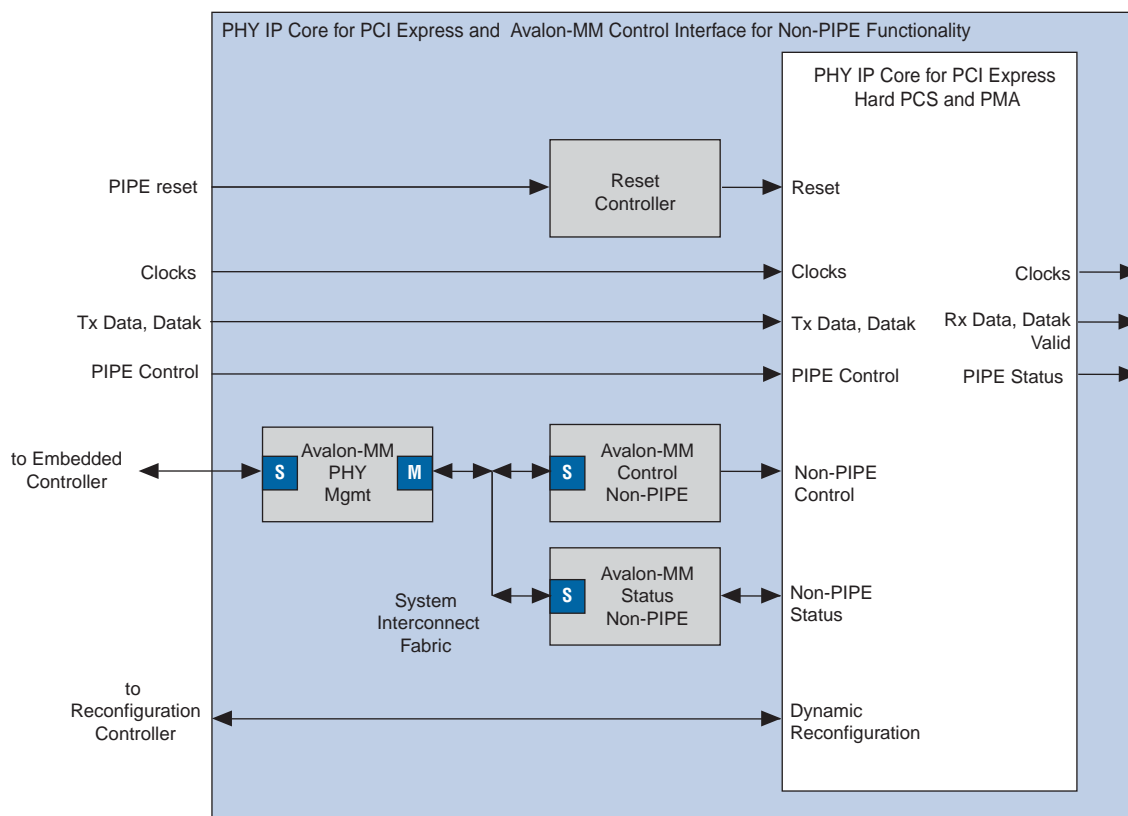 PHY IP Core for PCI Express and Avalon-MM Control Interface for Non-PIPE Functionality
PHY IP Core for PCI Express
Hard PCS and PMA
PIPE reset
Reset
Controller
Reset
Clocks
Clocks
Clocks
Tx Data, Datak
Tx Data, Datak
Rx Data, Datak
Valid
PIPE Control
PIPE Control
PIPE Status
to Embedded
Controller
S
Avalon-MM
PHY
Mgmt
M
S
Avalon-MM
Control
Non-PIPE
Non-PIPE
Control
System
Interconnect
Fabric
S
Avalon-MM
Status
Non-PIPE
Non-PIPE
Status
to
Reconfiguration
Controller
Dynamic
Reconfiguration